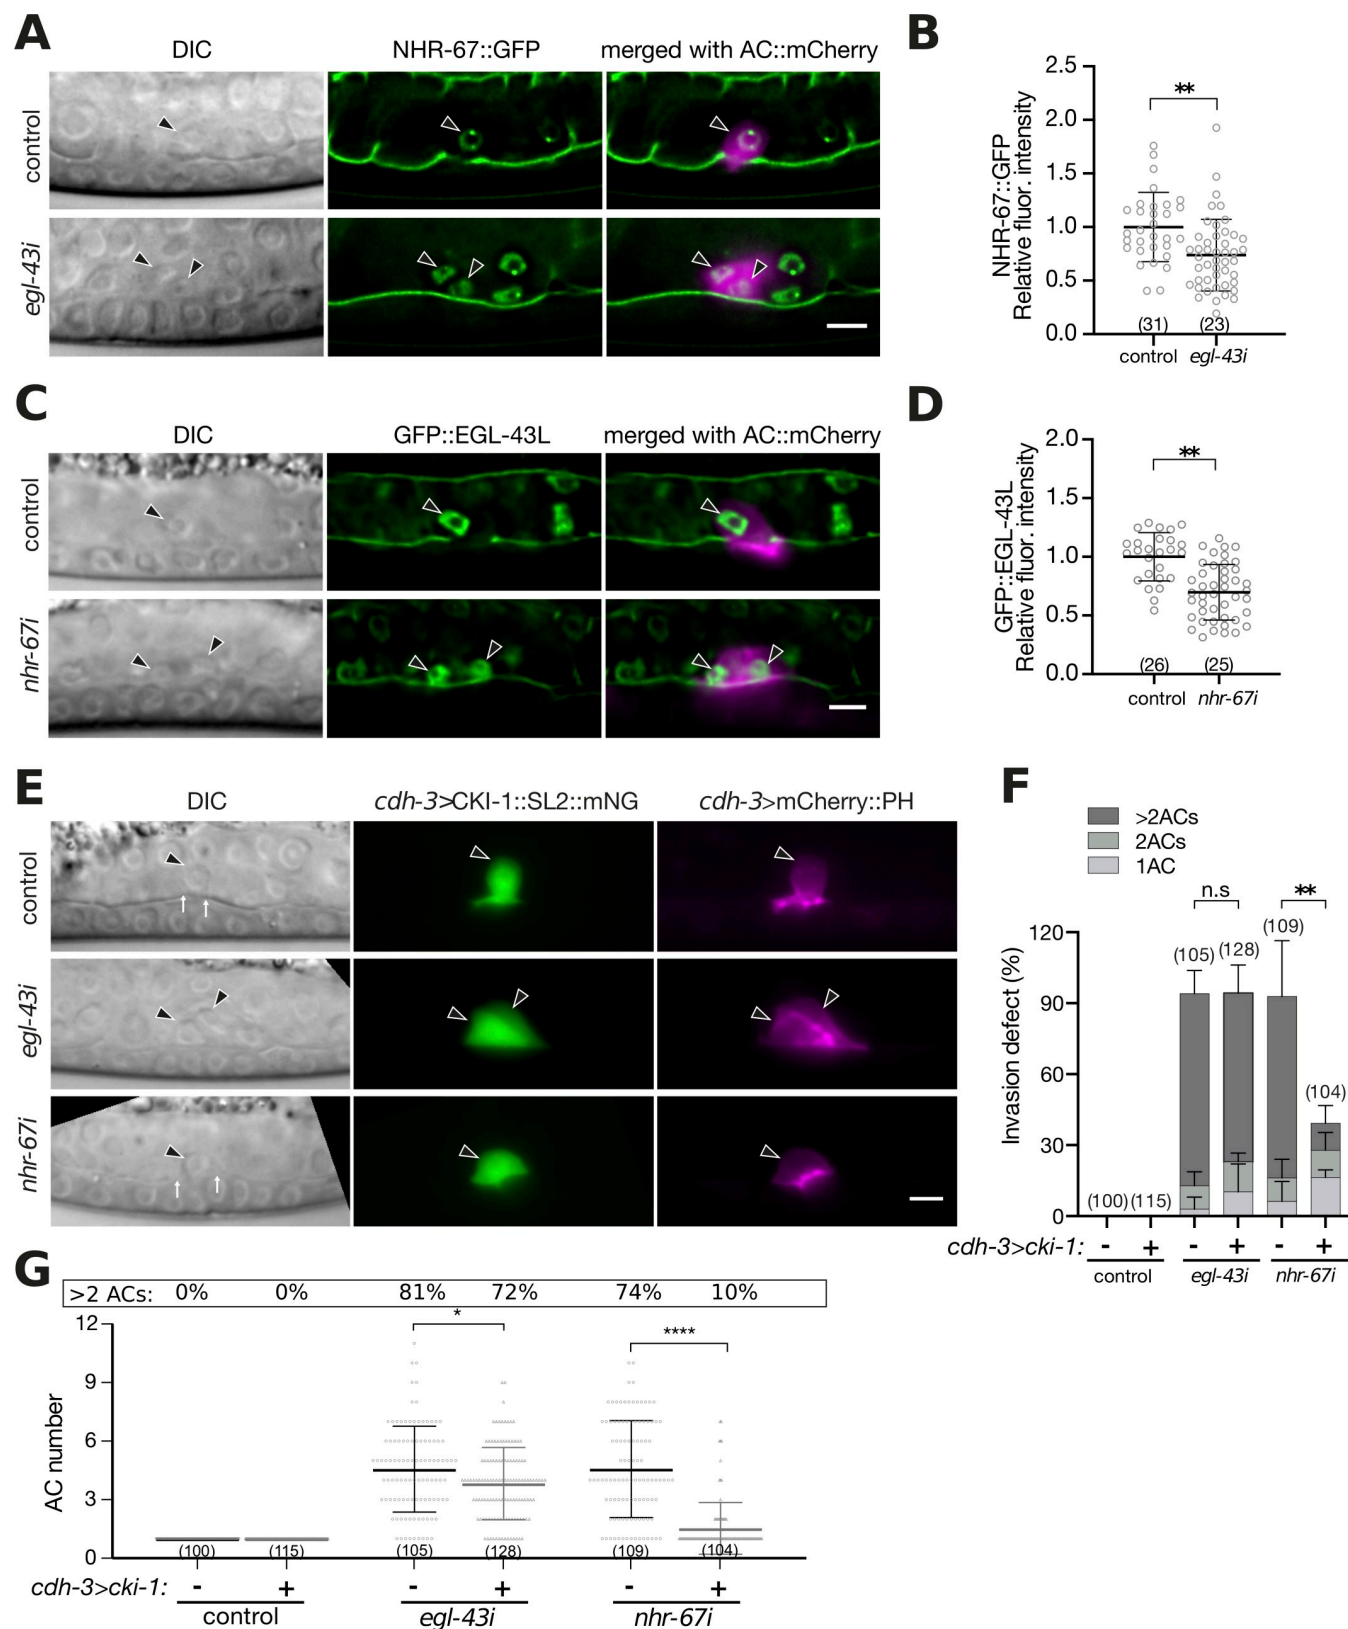 A
DIC
NHR-67::GFP
merged with AC::mCherry
control
egl-43i
B
NHR-67::GFP
Relative fluor. intensity
2.5
2.0
1.5
1.0
0.5
0.0
**
(31)
(23)
control
egl-43i
C
DIC
GFP::EGL-43L
merged with AC::mCherry
control
nhr-67i
D
GFP::EGL-43L
Relative fluor. intensity
2.0
1.5
1.0
0.5
0.0
**
(26)
(25)
control
nhr-67i
E
DIC
cdh-3>CKI-1::SL2::mNG
cdh-3>mCherry::PH
control
egl-43i
nhr-67i
F
>2ACs
2ACs
1AC
n.s
**
Invasion defect (%)
120
90
60
30
0
(100)
(115)
(105)
(128)
(109)
(104)
cdh-3>cki-1: - + - + - +
control egl-43i nhr-67i
G
>2 ACs: 0% 0% 81% 72% 74% 10%
*
****
AC number
12
9
6
3
0
(100) (115) (105) (128) (109) (104)
cdh-3>cki-1: - + - + - +
control egl-43i nhr-67i